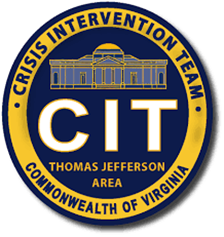 · CRISIS INTERVENTION TEAM ·
CIT
THOMAS JEFFERSON
AREA
COMMONWEALTH OF VIRGINIA